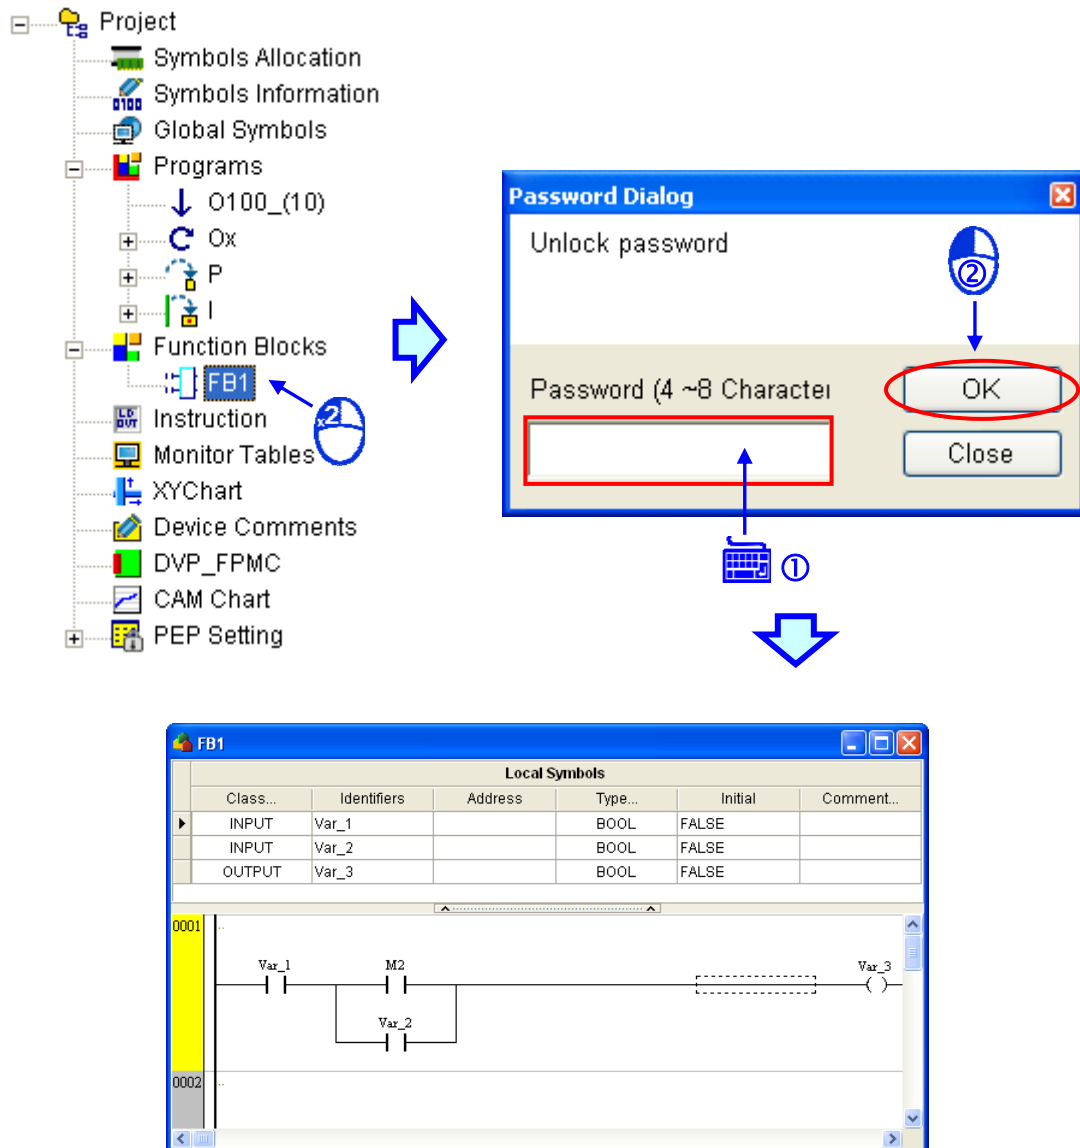 Project
Symbols Allocation
Symbols Information
Global Symbols
Programs
O100_(10)
Ox
P
I
Function Blocks
FB1
x2
Instruction
Monitor Tables
XYChart
Device Comments
DVP_FPMC
CAM Chart
PEP Setting
Password Dialog
Unlock password
②
Password (4 ~8 Character
OK
Close
①
FB1
Local Symbols
Class... Identifiers Address Type... Initial Comment...
INPUT Var_1 BOOL FALSE
INPUT Var_2 BOOL FALSE
OUTPUT Var_3 BOOL FALSE
0001
Var_1 M2 Var_3
Var_2
0002